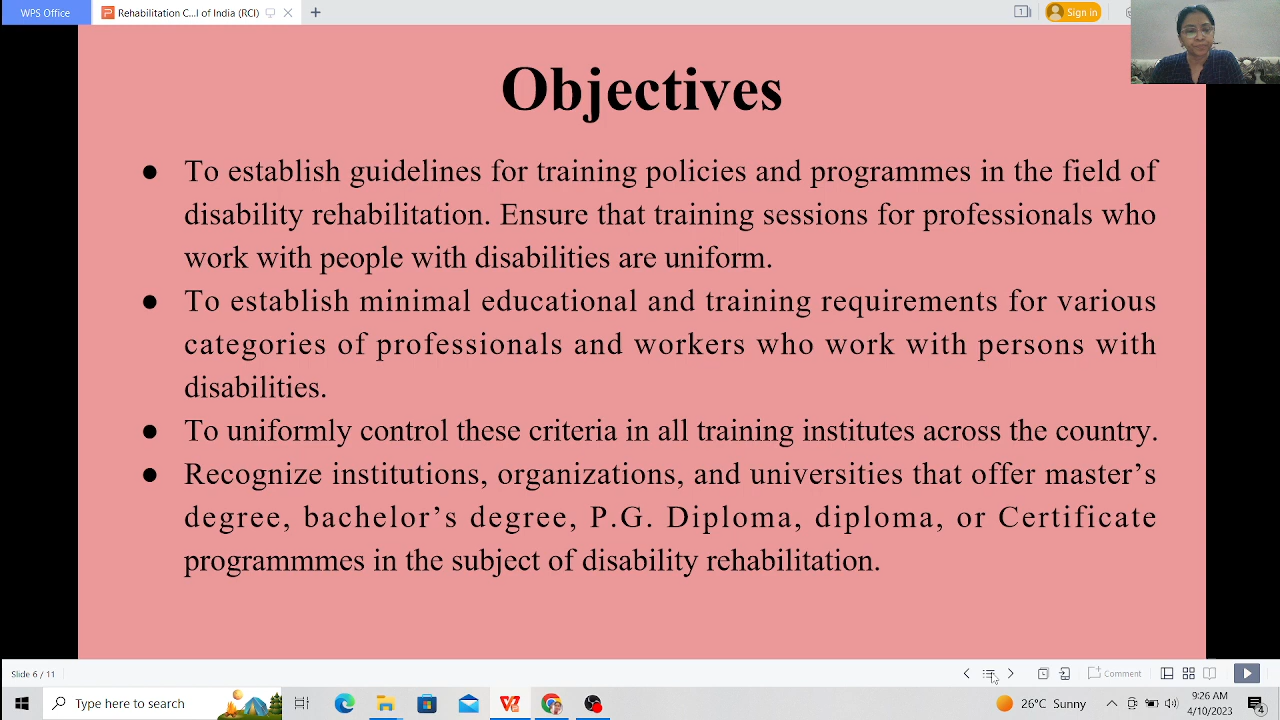 WPS Office
Rehabilitation C...l of India (RCI)
1
Sign in
Objectives
● To establish guidelines for training policies and programmes in the field of
disability rehabilitation. Ensure that training sessions for professionals who
work with people with disabilities are uniform.
● To establish minimal educational and training requirements for various
categories of professionals and workers who work with persons with
disabilities.
● To uniformly control these criteria in all training institutes across the country.
● Recognize institutions, organizations, and universities that offer master’s
degree, bachelor’s degree, P.G. Diploma, diploma, or Certificate
programmmes in the subject of disability rehabilitation.
Slide 6 / 11
Comment
Type here to search
26°C Sunny
9:26 AM
4/10/2023
4